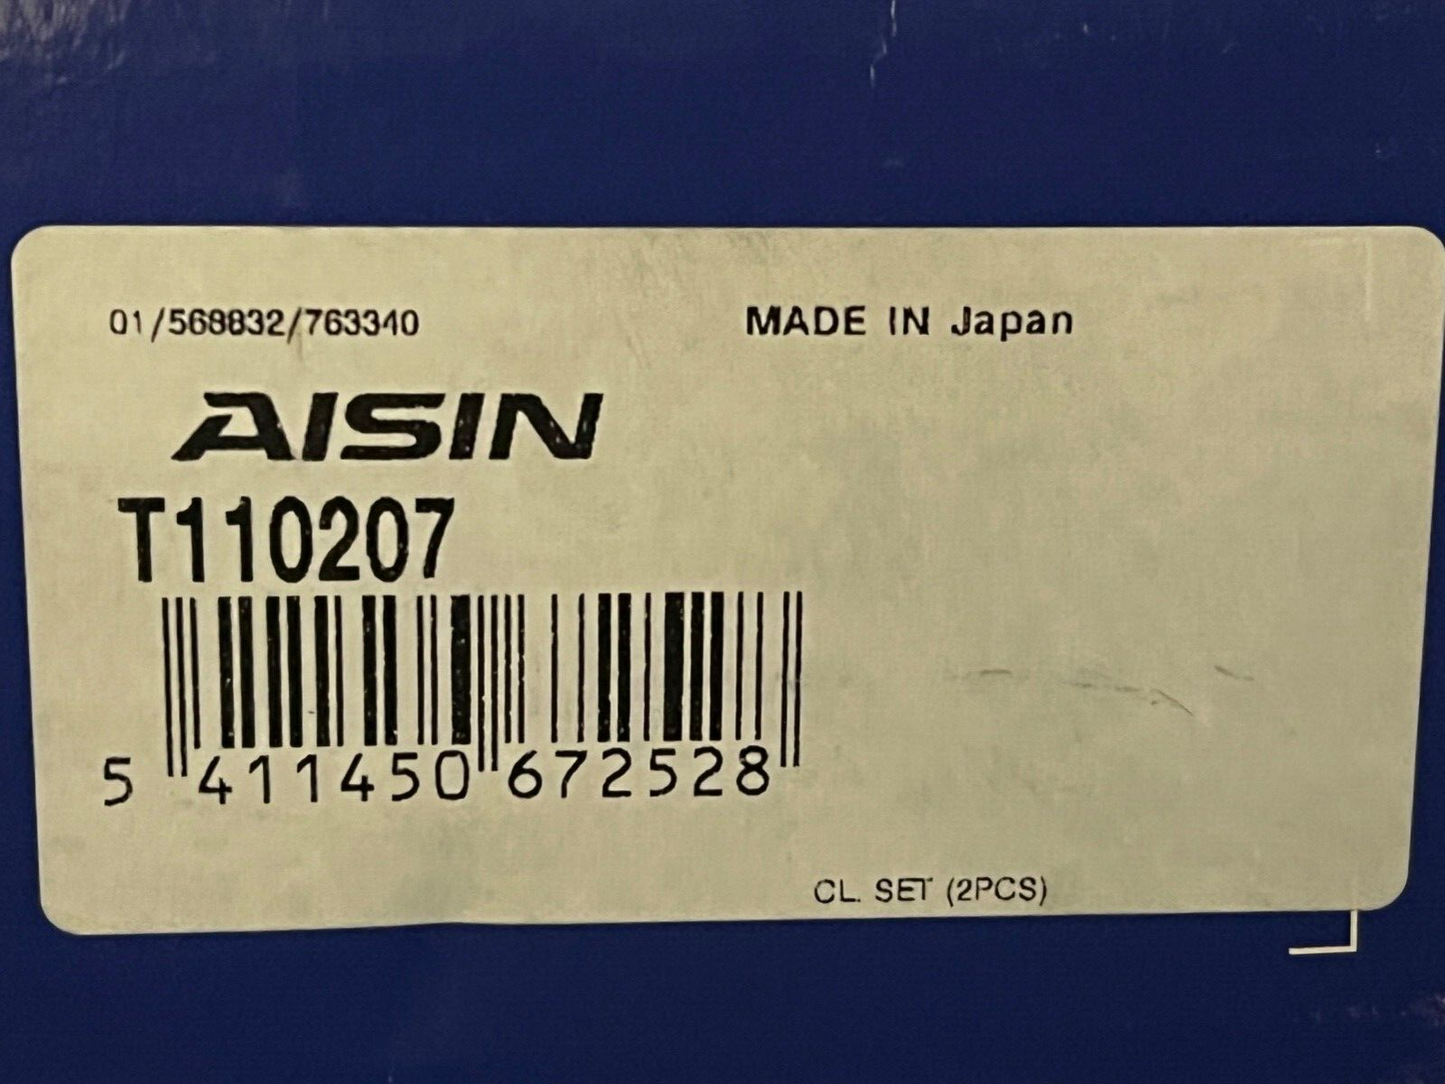 01/568832/763340
MADE IN Japan
AISIN
T110207
5 411450 672528
CL. SET (2PCS)